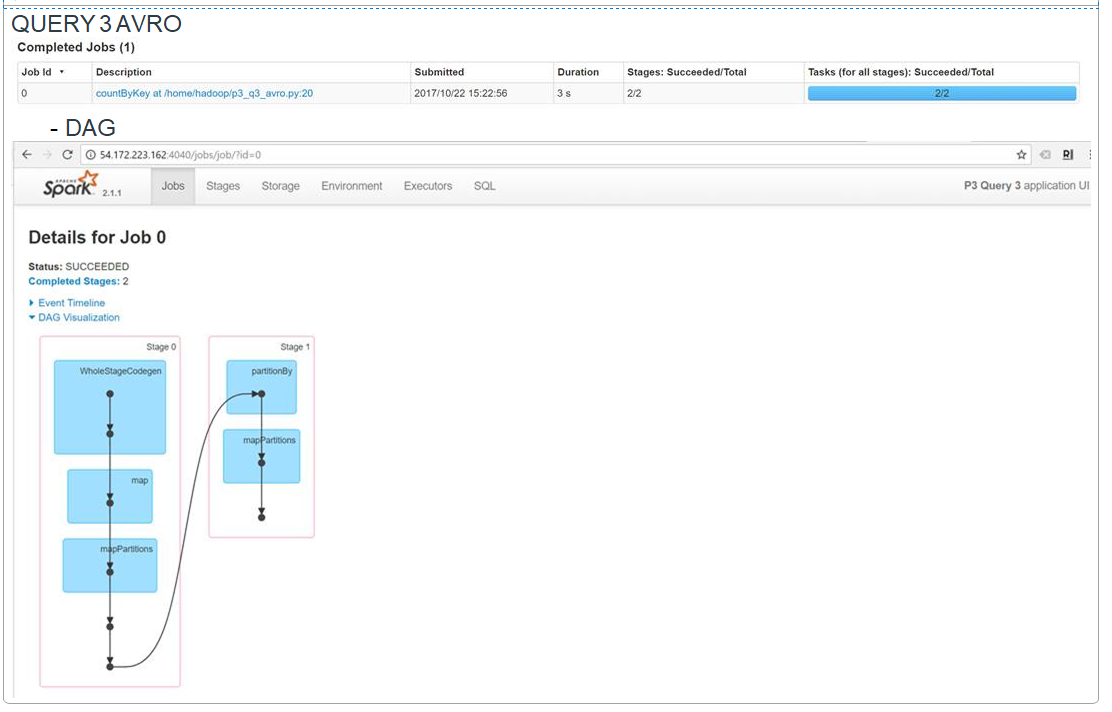 QUERY 3 AVRO
Completed Jobs (1)
Job Id ▾ Description Submitted Duration Stages: Succeeded/Total Tasks (for all stages): Succeeded/Total
0 countByKey at /home/hadoop/p3_q3_avro.py:20 2017/10/22 15:22:56 3 s 2/2 2/2
- DAG
54.172.223.162:4040/jobs/job/?id=0
APACHE Spark 2.1.1 Jobs Stages Storage Environment Executors SQL P3 Query 3 application UI
Details for Job 0
Status: SUCCEEDED
Completed Stages: 2
Event Timeline
DAG Visualization
Stage 0 Stage 1
WholeStageCodegen partitionBy
mapPartitions
map
mapPartitions